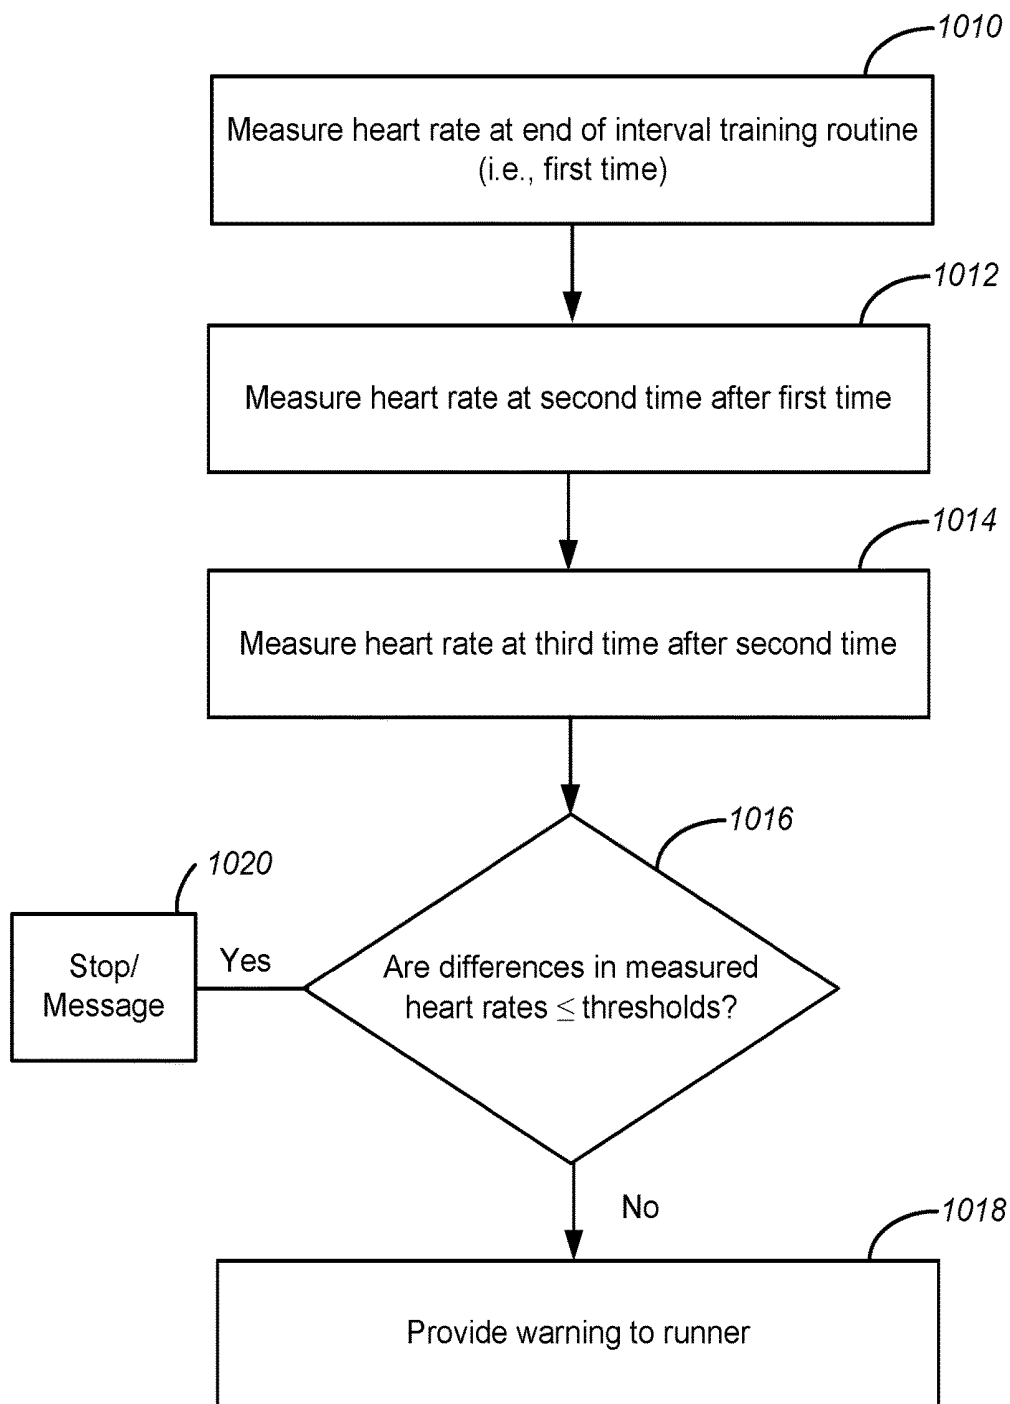 1010
Measure heart rate at end of interval training routine
(i.e., first time)
1012
Measure heart rate at second time after first time
1014
Measure heart rate at third time after second time
1016
1020
Stop/
Message
Yes
Are differences in measured
heart rates ≤ thresholds?
No
1018
Provide warning to runner